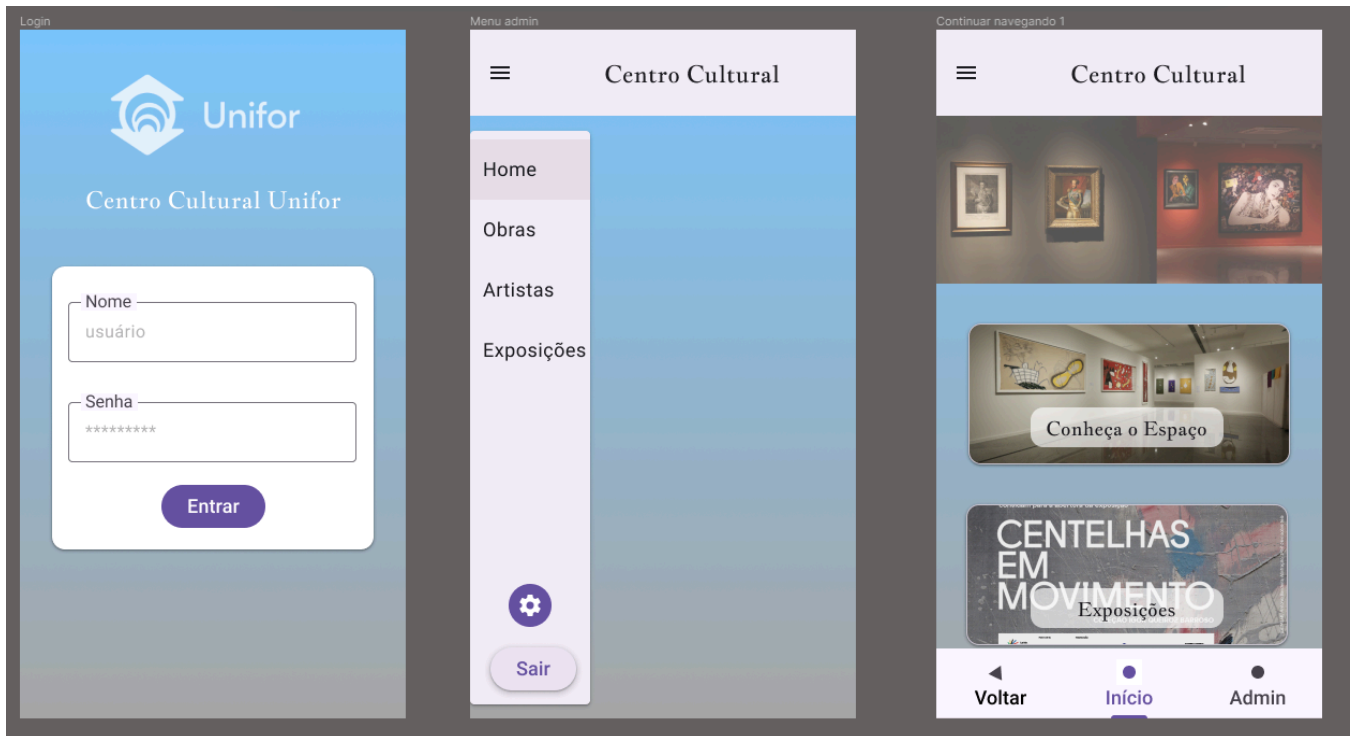 Login
Unifor
Centro Cultural Unifor
Nome
usuário
Senha
*********
Entrar
Menu admin
Centro Cultural
Home
Obras
Artistas
Exposições
Sair
Continuar navegando 1
Centro Cultural
Conheça o Espaço
CENTELHAS
EM
MOVIMENTO
Exposições
Voltar
Início
Admin